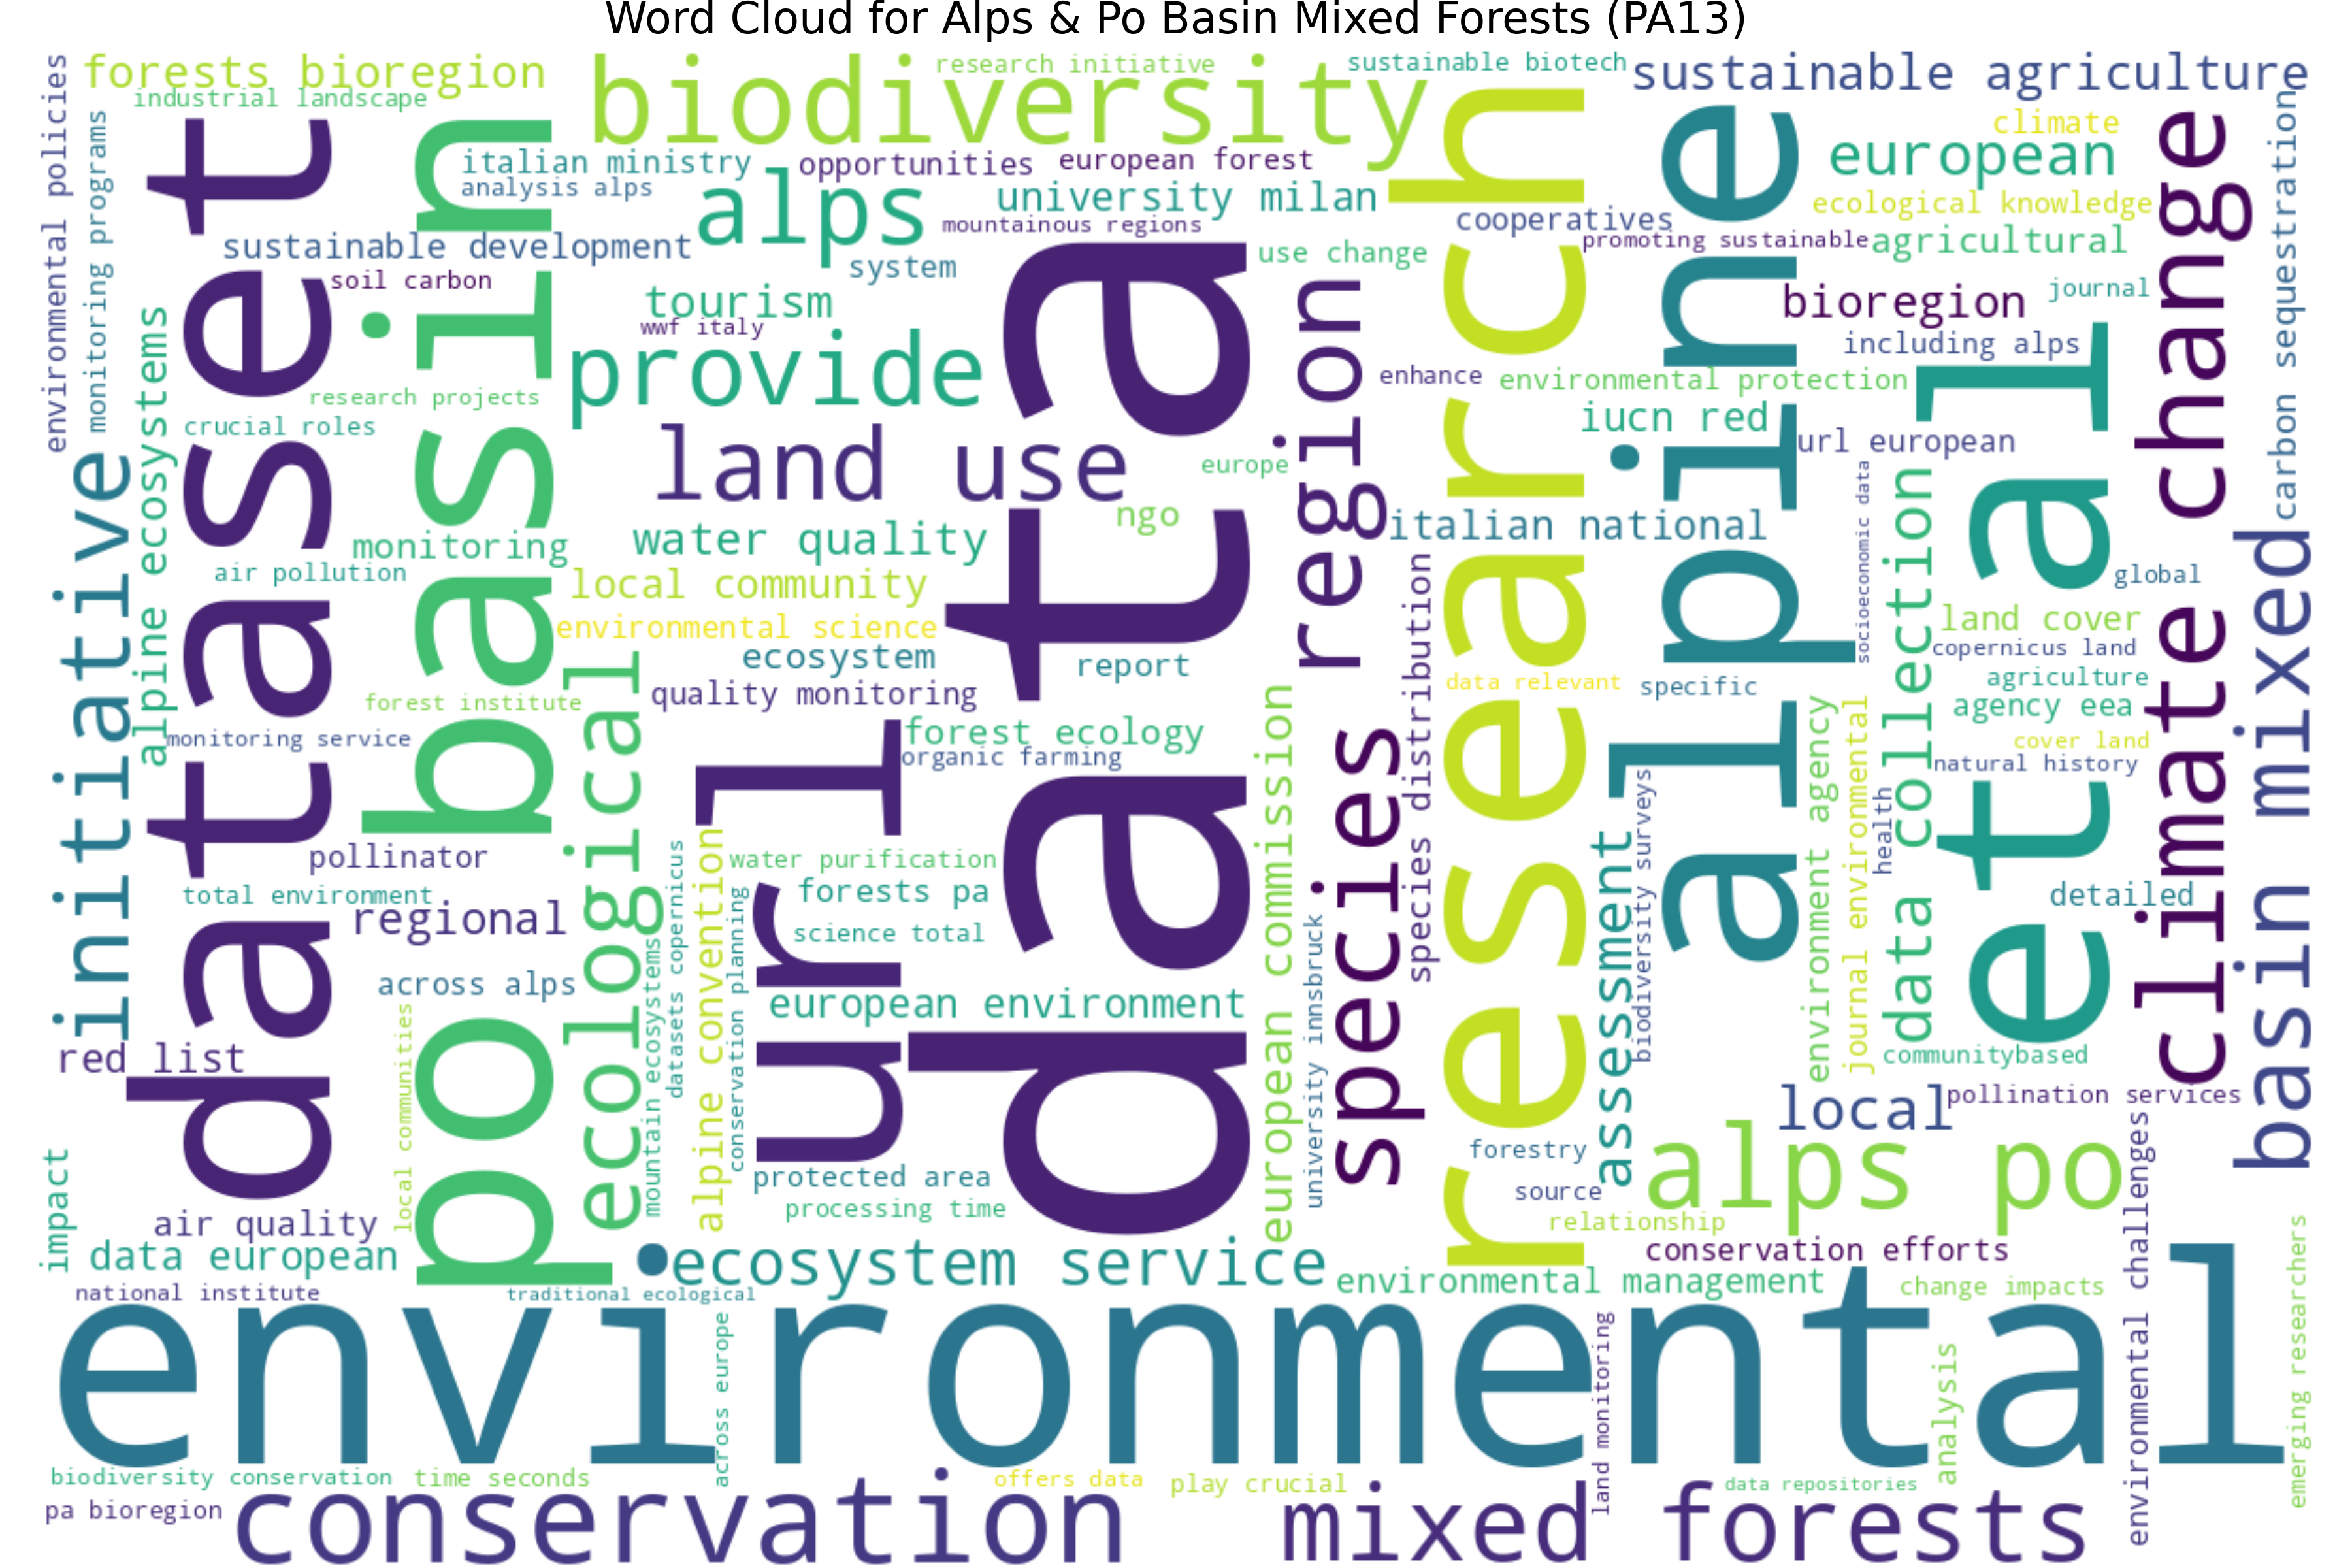 Word Cloud for Alps & Po Basin Mixed Forests (PA13)
forests bioregion
biodiversity
research initiative
sustainable biotech
sustainable agriculture
industrial landscape
environmental policies
monitoring programs
climate
italian ministry
opportunities
european forest
european
analysis alps
alps
university milan
mountainous regions
cooperatives
ecological knowledge
sustainable development
promoting sustainable
agricultural
use change
system
soil carbon
tourism
bioregion
journal
wwf italy
including alps
provide
enhance
environmental protection
research projects
iucn red
crucial roles
url european
land use
europe
ngo
italian national
water quality
monitoring
air pollution
local community
global
environmental science
land cover
ecosystem
report
copernicus land
quality monitoring
data relevant
specific
agriculture
forest institute
agency eea
forest ecology
monitoring service
organic farming
cover land
natural history
dataset
po basin
data
url
research
alpine
et al
climate change
basin mixed
carbon sequestration
initiative
alpine ecosystems
ecological
region
species
species distribution
socioeconomic data
data collection
european commission
university innsbruck
assessment
biodiversity surveys
environment agency
journal environmental
health
alpine convention
conservation planning
datasets copernicus
mountain ecosystems
local communities
pollinator
water purification
total environment
forests pa
detailed
regional
science total
across alps
european environment
red list
communitybased
pollination services
local
forestry
alps po
protected area
source
processing time
relationship
impact
air quality
data european
ecosystem service
conservation efforts
environmental management
change impacts
national institute
traditional ecological
environmental
across europe
land monitoring
analysis
environmental challenges
emerging researchers
biodiversity conservation
time seconds
offers data
play crucial
data repositories
pa bioregion
conservation
mixed forests